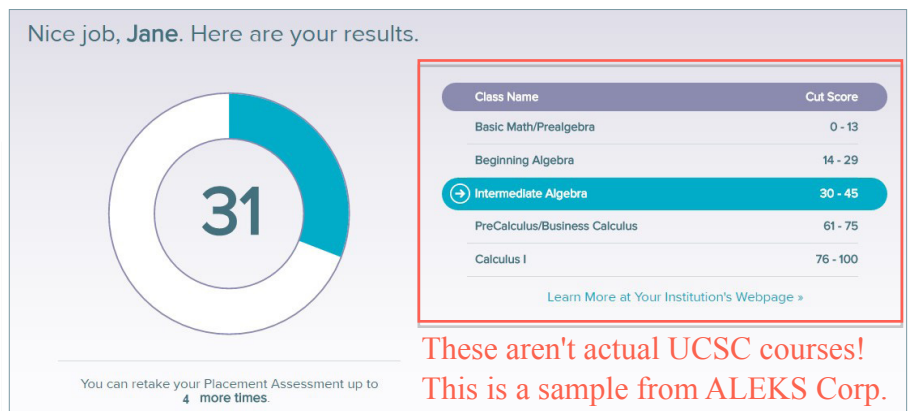 Nice job, Jane. Here are your results.
31
You can retake your Placement Assessment up to
4 more times.
Class Name Cut Score
Basic Math/Prealgebra 0 - 13
Beginning Algebra 14 - 29
Intermediate Algebra 30 - 45
PreCalculus/Business Calculus 61 - 75
Calculus I 76 - 100
Learn More at Your Institution's Webpage »
These aren't actual UCSC courses!
This is a sample from ALEKS Corp.